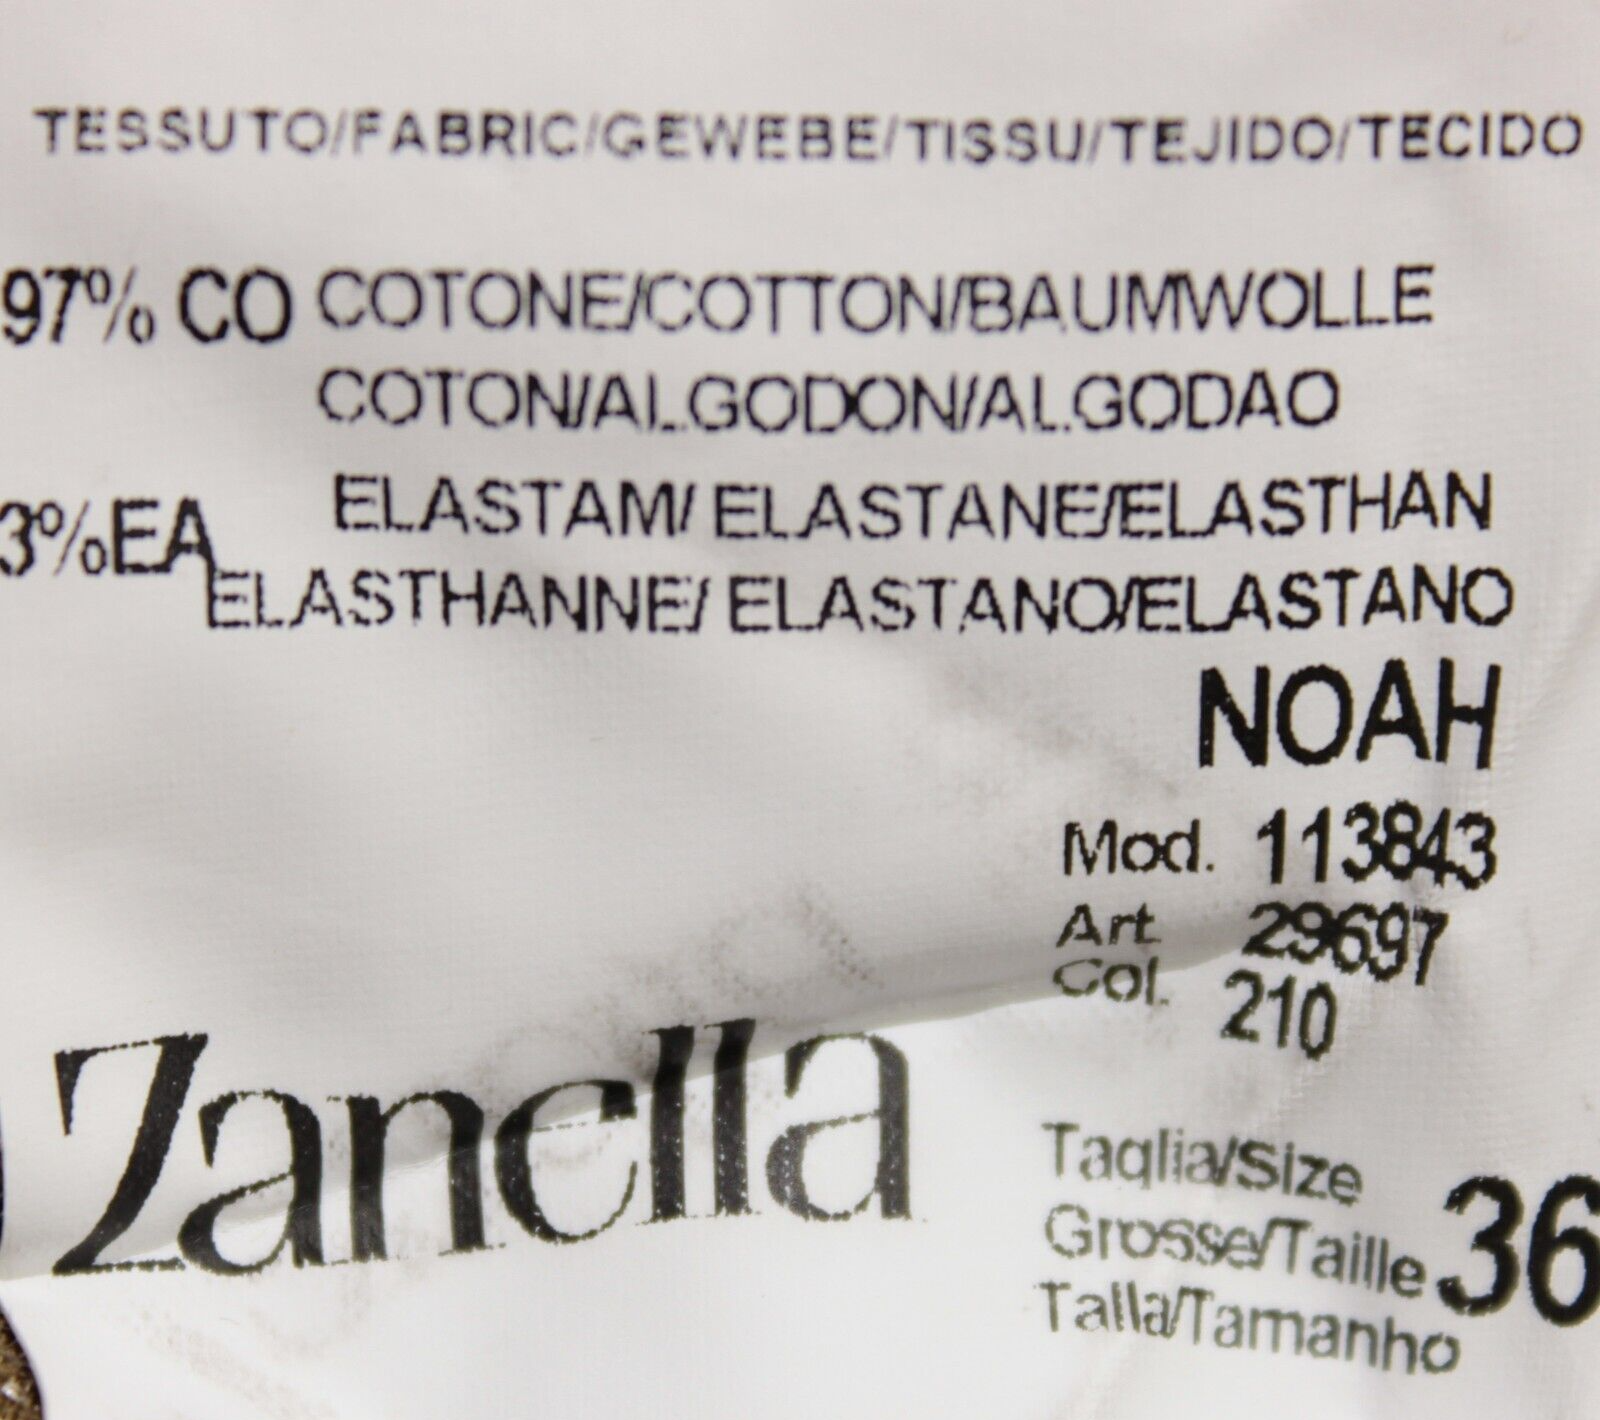 TESSUTO/FABRIC/GEWEBE/TISSU/TEJIDO/TECIDO
97% CO COTONE/COTTON/BAUMWOLLE
COTON/ALGODON/ALGODAO
3%EA ELASTAM/ ELASTANE/ELASTHAN
ELASTHANNE/ ELASTANO/ELASTANO
NOAH
Mod. 113843
Art 29697
Col. 210
Zanella
Taglia/Size
Grosse/Taille 36
Talla/Tamanho